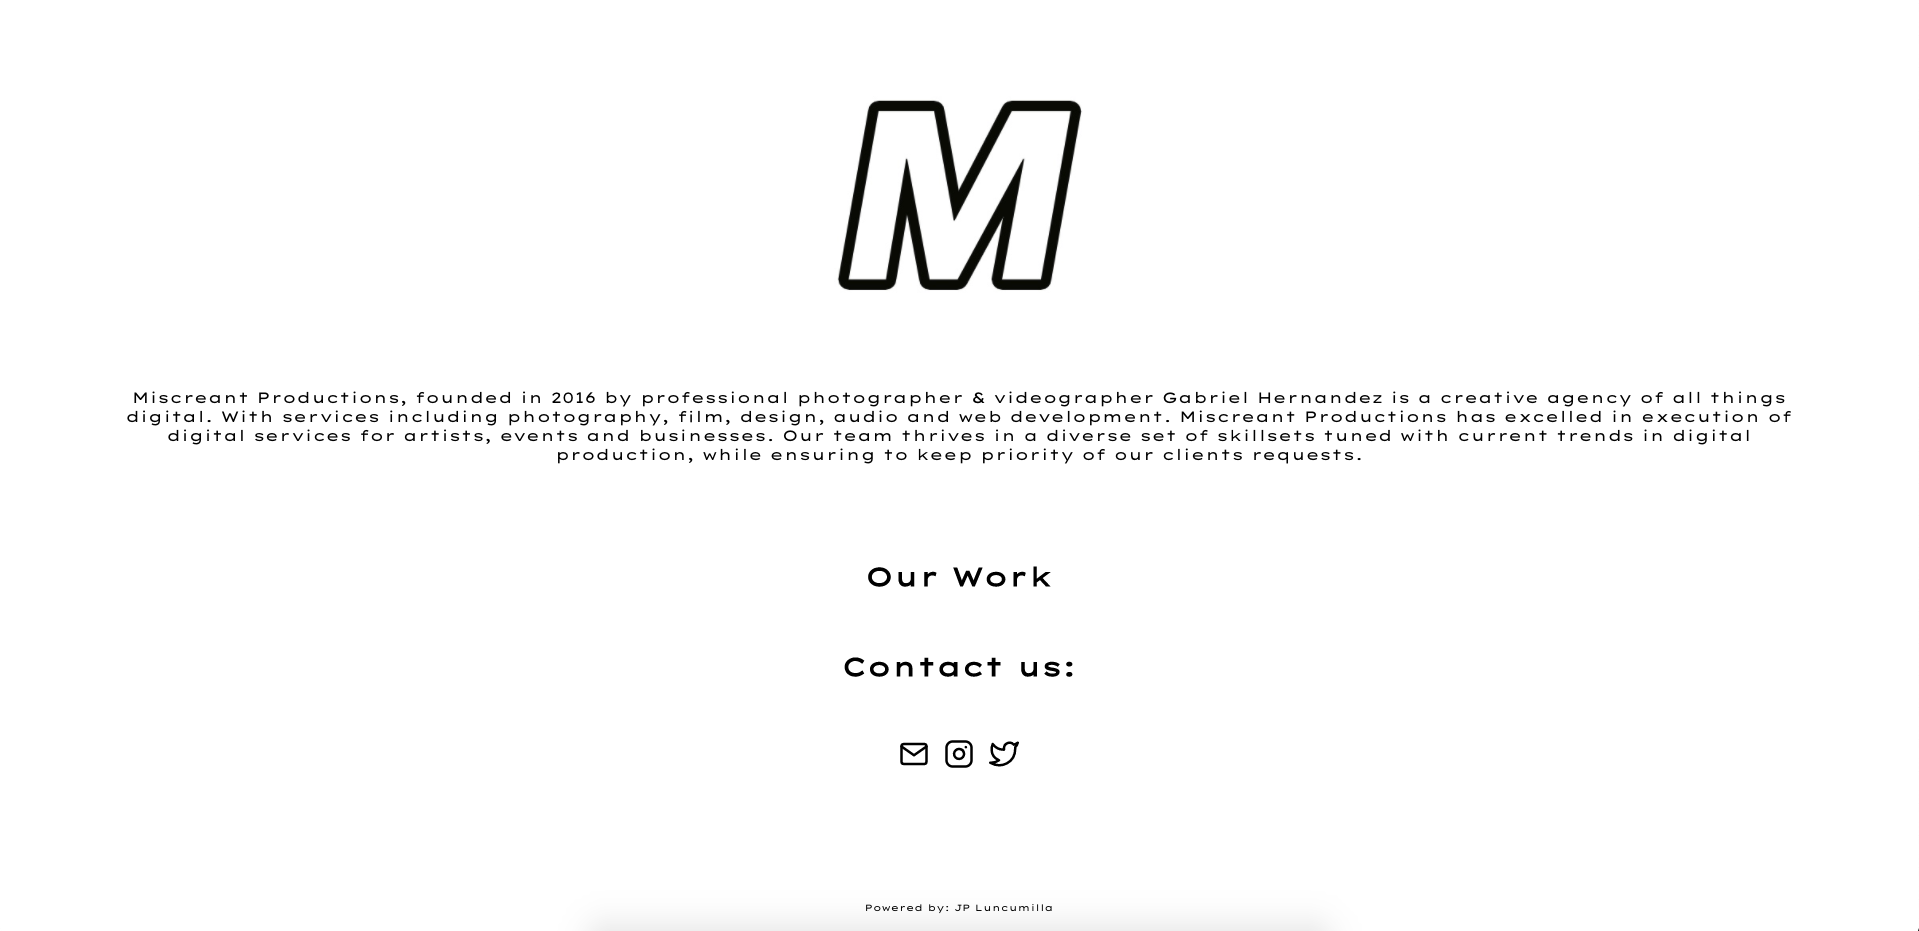 M
Miscreant Productions, founded in 2016 by professional photographer & videographer Gabriel Hernandez is a creative agency of all things
digital. With services including photography, film, design, audio and web development. Miscreant Productions has excelled in execution of
digital services for artists, events and businesses. Our team thrives in a diverse set of skillsets tuned with current trends in digital
production, while ensuring to keep priority of our clients requests.
Our Work
Contact us:
Powered by: JP Luncumilla